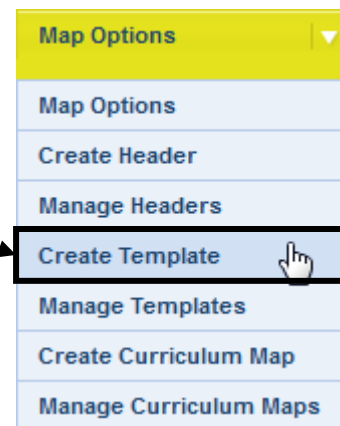 Map Options
Map Options
Create Header
Manage Headers
Create Template
Manage Templates
Create Curriculum Map
Manage Curriculum Maps